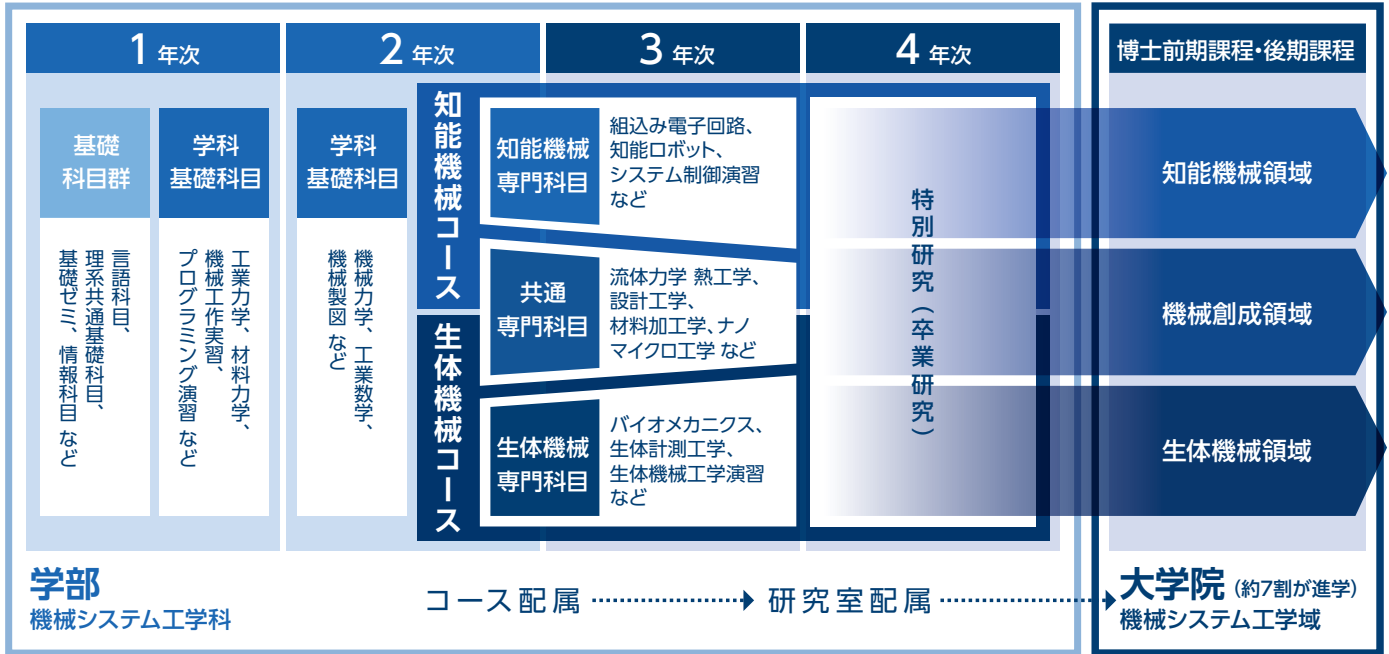 1 年次
2 年次
3 年次
4 年次
博士前期課程・後期課程
基礎
科目群
言語科目、
理系共通基礎科目、
基礎ゼミ、情報科目 など
学科
基礎科目
工業力学、材料力学、
機械工作実習、
プログラミング演習 など
学科
基礎科目
機械力学、工業数学、
機械製図 など
知能機械コース
生体機械コース
知能機械
専門科目
組込み電子回路、
知能ロボット、
システム制御演習
など
共通
専門科目
流体力学 熱工学、
設計工学、
材料加工学、ナノ
マイクロ工学 など
生体機械
専門科目
バイオメカニクス、
生体計測工学、
生体機械工学演習
など
特別研究(卒業研究)
知能機械領域
機械創成領域
生体機械領域
学部
機械システム工学科
コース配属
研究室配属
大学院 (約7割が進学)
機械システム工学域